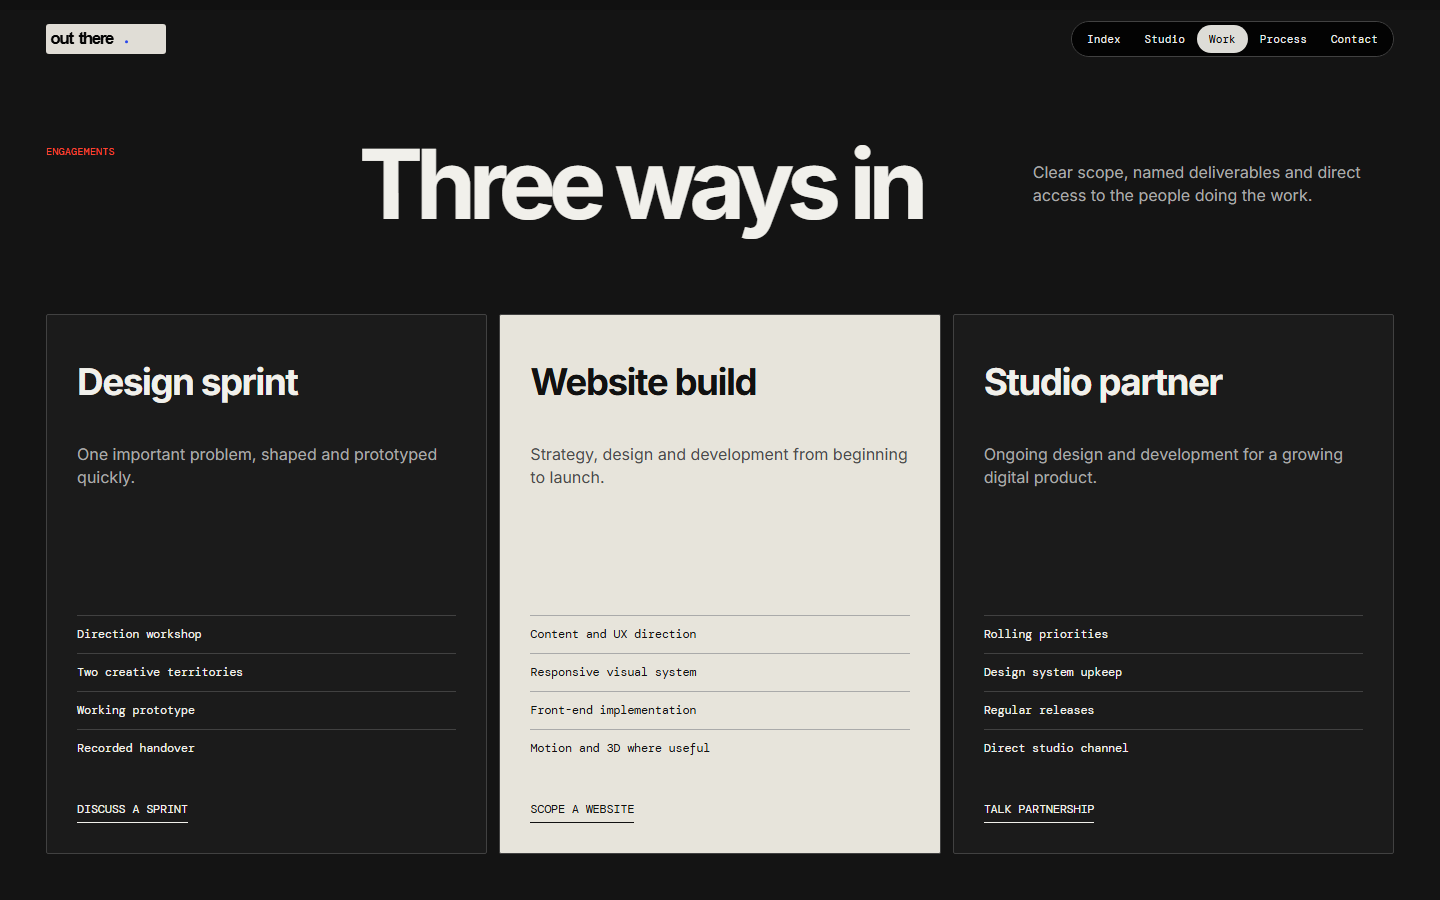 out there .
Index Studio Work Process Contact
ENGAGEMENTS
Three ways in
Clear scope, named deliverables and direct
access to the people doing the work.
Design sprint
One important problem, shaped and prototyped
quickly.
Direction workshop
Two creative territories
Working prototype
Recorded handover
DISCUSS A SPRINT
Website build
Strategy, design and development from beginning
to launch.
Content and UX direction
Responsive visual system
Front-end implementation
Motion and 3D where useful
SCOPE A WEBSITE
Studio partner
Ongoing design and development for a growing
digital product.
Rolling priorities
Design system upkeep
Regular releases
Direct studio channel
TALK PARTNERSHIP